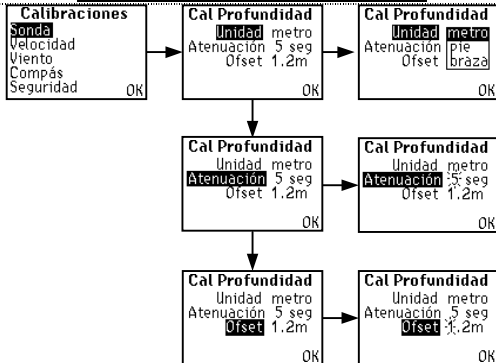 Calibraciones
Sonda
Velocidad
Viento
Compás
Seguridad
OK
Cal Profundidad
Unidad metro
Atenuación 5 seg
Ofset 1.2m
OK
Cal Profundidad
Unidad metro
Atenuación pie
Ofset braza
OK
Cal Profundidad
Unidad metro
Atenuación 5 seg
Ofset 1.2m
OK
Cal Profundidad
Unidad metro
Atenuación 5 seg
Ofset 1.2m
OK
Cal Profundidad
Unidad metro
Atenuación 5 seg
Ofset 1.2m
OK
Cal Profundidad
Unidad metro
Atenuación 5 seg
Ofset 1.2m
OK